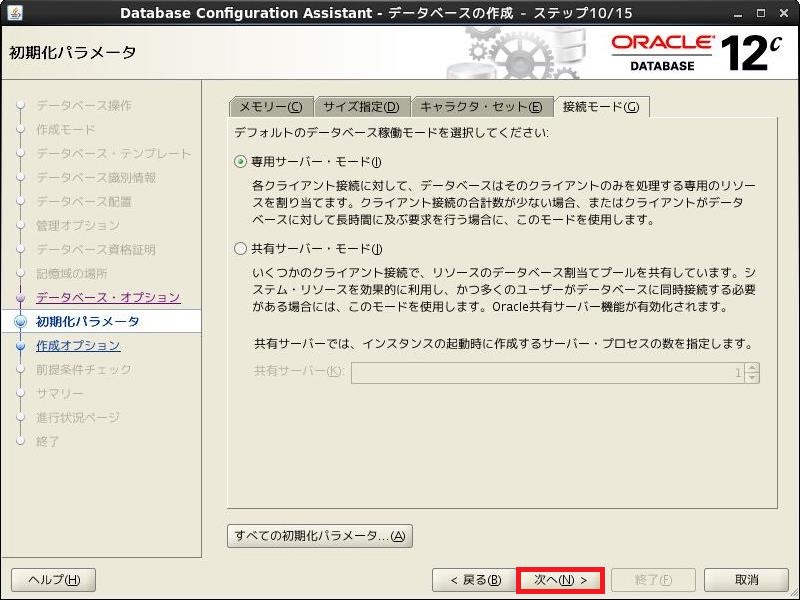 Database Configuration Assistant - データベースの作成 - ステップ10/15
初期化パラメータ
ORACLE
DATABASE
12c
データベース操作
作成モード
データベース・テンプレート
データベース識別情報
データベース配置
管理オプション
データベース資格証明
記憶域の場所
データベース・オプション
初期化パラメータ
作成オプション
前提条件チェック
サマリー
進行状況ページ
終了
メモリー(C) サイズ指定(D) キャラクタ・セット(E) 接続モード(G)
デフォルトのデータベース稼働モードを選択してください:
専用サーバー・モード(I)
各クライアント接続に対して、データベースはそのクライアントのみを処理する専用のリソー
スを割り当てます。クライアント接続の合計数が少ない場合、またはクライアントがデータ
ベースに対して長時間に及ぶ要求を行う場合に、このモードを使用します。
共有サーバー・モード(J)
いくつかのクライアント接続で、リソースのデータベース割当てプールを共有しています。シ
ステム・リソースを効果的に利用し、かつ多くのユーザーがデータベースに同時接続する必要
がある場合には、このモードを使用します。Oracle共有サーバー機能が有効化されます。
共有サーバーでは、インスタンスの起動時に作成するサーバー・プロセスの数を指定します。
共有サーバー(K): 1
すべての初期化パラメータ...(A)
ヘルプ(H) < 戻る(B) 次へ(N) > 終了(F) 取消